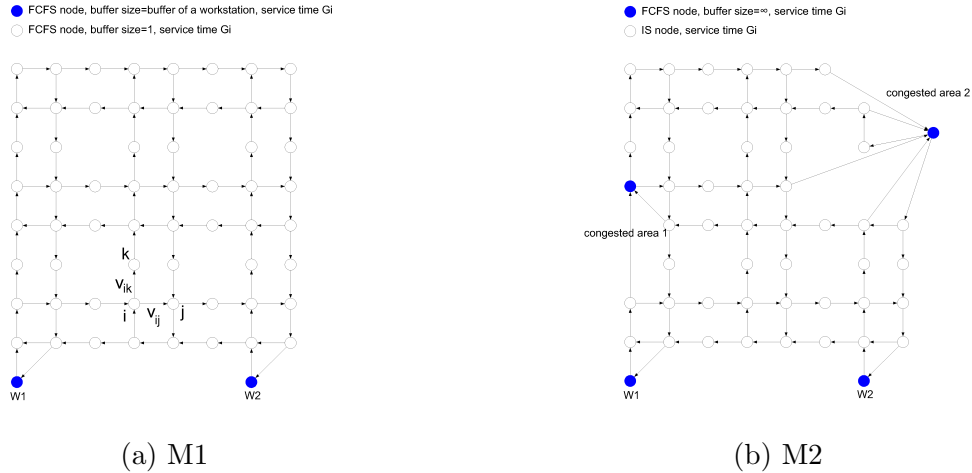 FCFS node, buffer size=buffer of a workstation, service time Gi
FCFS node, buffer size=1, service time Gi
k
v_ik
i
v_ij
j
W1
W2
(a) M1
FCFS node, buffer size=∞, service time Gi
IS node, service time Gi
congested area 2
congested area 1
W1
W2
(b) M2